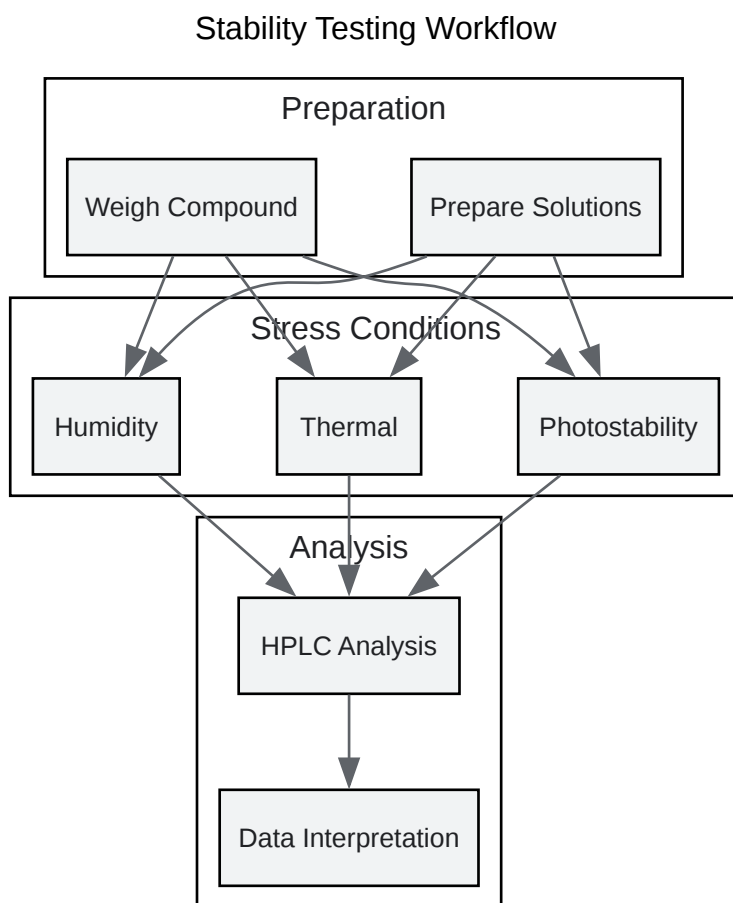 Stability Testing Workflow
Preparation
Weigh Compound
Prepare Solutions
Stress Conditions
Humidity
Thermal
Photostability
Analysis
HPLC Analysis
Data Interpretation